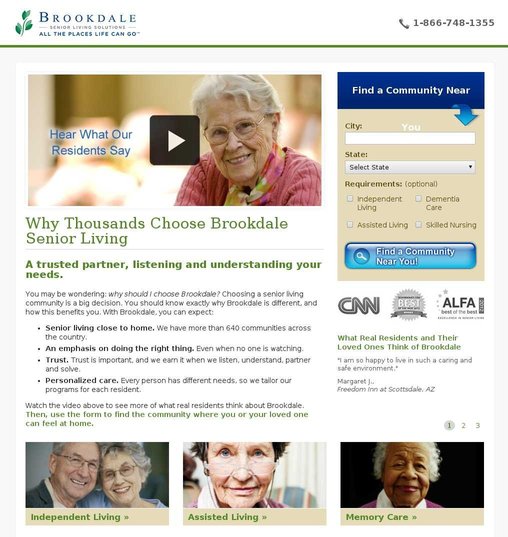 BROOKDALE
SENIOR LIVING SOLUTIONS
ALL THE PLACES LIFE CAN GO™
1-866-748-1355
Hear What Our
Residents Say
Why Thousands Choose Brookdale
Senior Living
A trusted partner, listening and understanding your
needs.
You may be wondering: why should I choose Brookdale? Choosing a senior living
community is a big decision. You should know exactly why Brookdale is different, and
how this benefits you. With Brookdale, you can expect:
Senior living close to home. We have more than 640 communities across
the country.
An emphasis on doing the right thing. Even when no one is watching.
Trust. Trust is important, and we earn it when we listen, understand, partner
and solve.
Personalized care. Every person has different needs, so we tailor our
programs for each resident.
Watch the video above to see more of what real residents think about Brookdale.
Then, use the form to find the community where you or your loved one
can feel at home.
Find a Community Near
You
City:
State:
Select State
Requirements: (optional)
Independent
Living
Dementia
Care
Assisted Living
Skilled Nursing
Find a Community
Near You!
CNN
BEST
ALFA
best of the best
What Real Residents and Their
Loved Ones Think of Brookdale
"I am so happy to live in such a caring and
safe environment."
Margaret J.,
Freedom Inn at Scottsdale, AZ
1 2 3
Independent Living »
Assisted Living »
Memory Care »